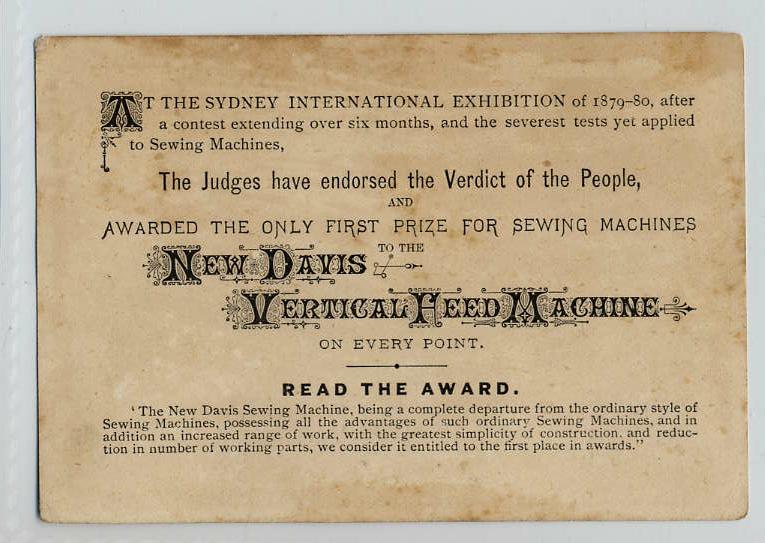 AT THE SYDNEY INTERNATIONAL EXHIBITION of 1879-80, after
a contest extending over six months, and the severest tests yet applied
to Sewing Machines,
The Judges have endorsed the Verdict of the People,
AND
AWARDED THE ONLY FIRST PRIZE FOR SEWING MACHINES
TO THE
NEW DAVIS
VERTICAL FEED MACHINE
ON EVERY POINT.
READ THE AWARD.
'The New Davis Sewing Machine, being a complete departure from the ordinary style of
Sewing Machines, possessing all the advantages of such ordinary Sewing Machines, and in
addition an increased range of work, with the greatest simplicity of construction. and reduc-
tion in number of working parts, we consider it entitled to the first place in awards."